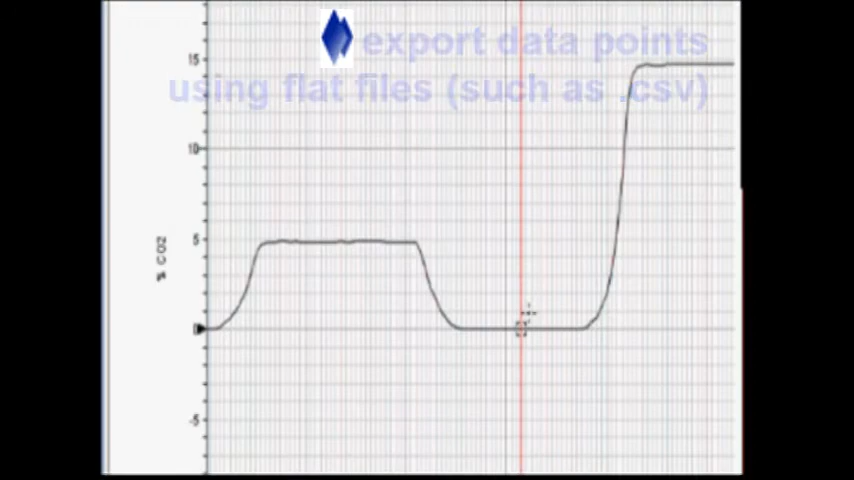 export data points
using flat files (such as .csv)
15
10
% CO2
5
0
-5